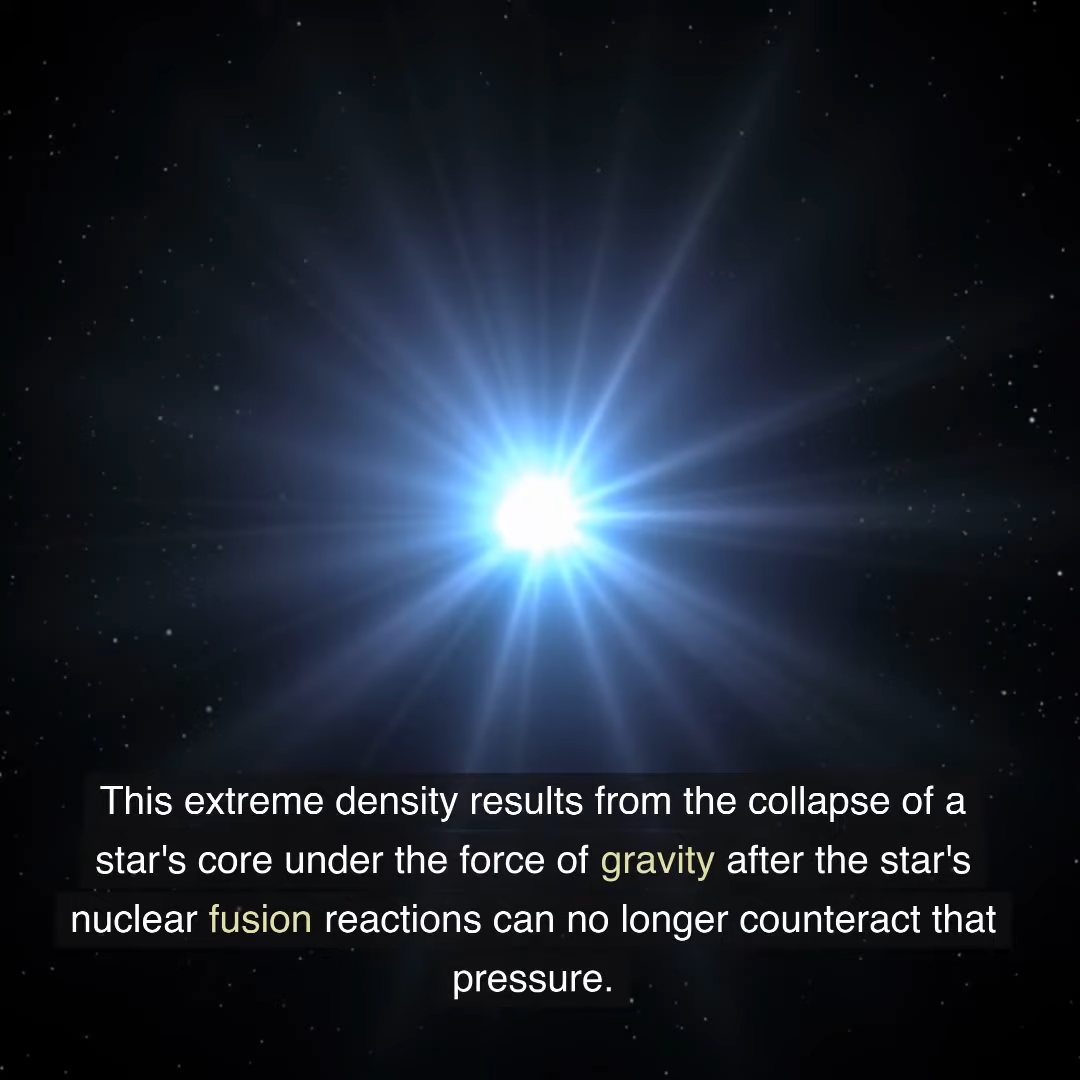 This extreme density results from the collapse of a
star's core under the force of gravity after the star's
nuclear fusion reactions can no longer counteract that
pressure.